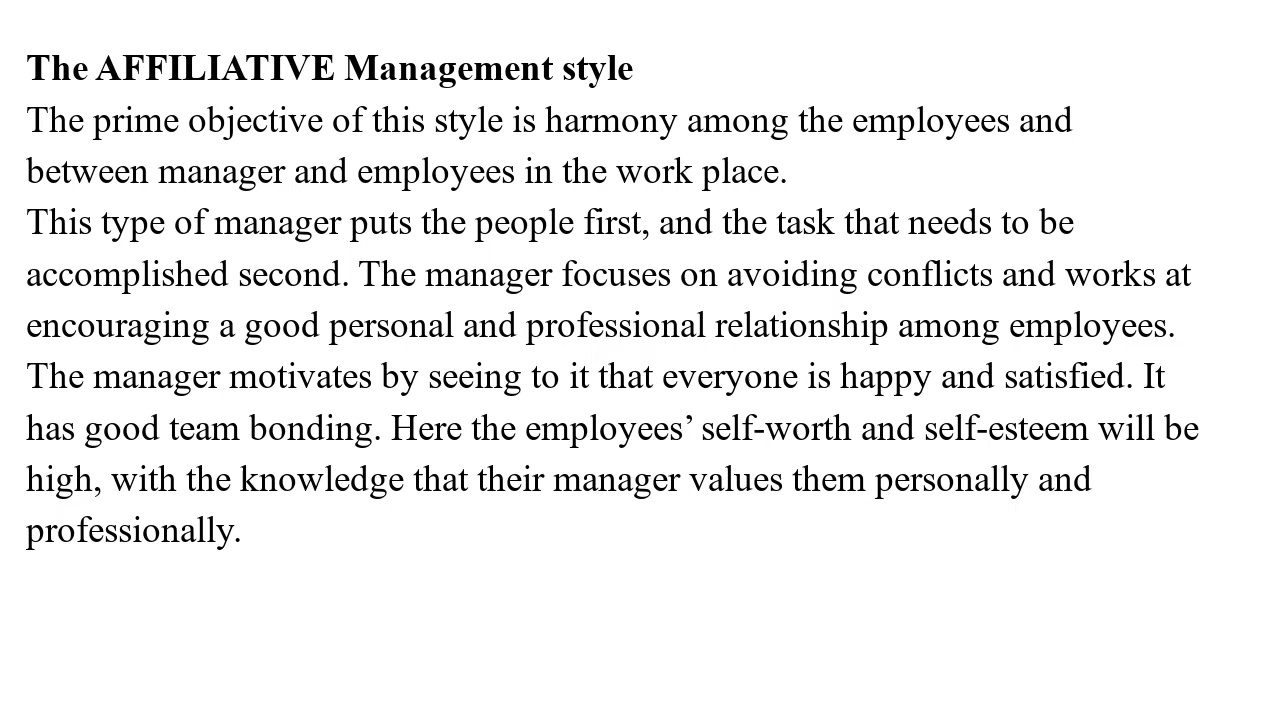 The AFFILIATIVE Management style
The prime objective of this style is harmony among the employees and
between manager and employees in the work place.
This type of manager puts the people first, and the task that needs to be
accomplished second. The manager focuses on avoiding conflicts and works at
encouraging a good personal and professional relationship among employees.
The manager motivates by seeing to it that everyone is happy and satisfied. It
has good team bonding. Here the employees’ self-worth and self-esteem will be
high, with the knowledge that their manager values them personally and
professionally.